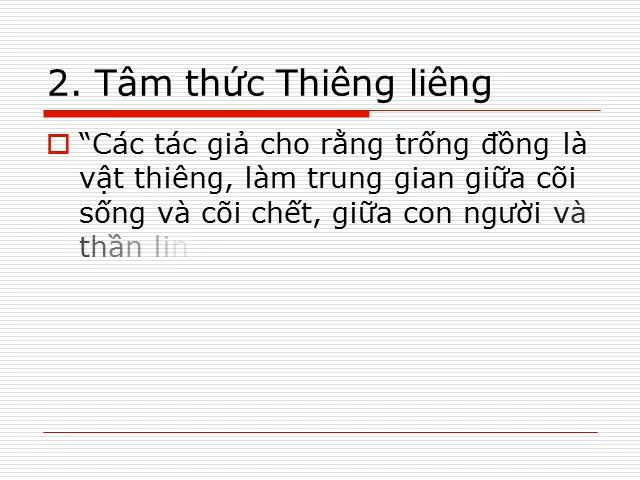 2. Tâm thức Thiêng liêng
“Các tác giả cho rằng trống đồng là
vật thiêng, làm trung gian giữa cõi
sống và cõi chết, giữa con người và
thần lin